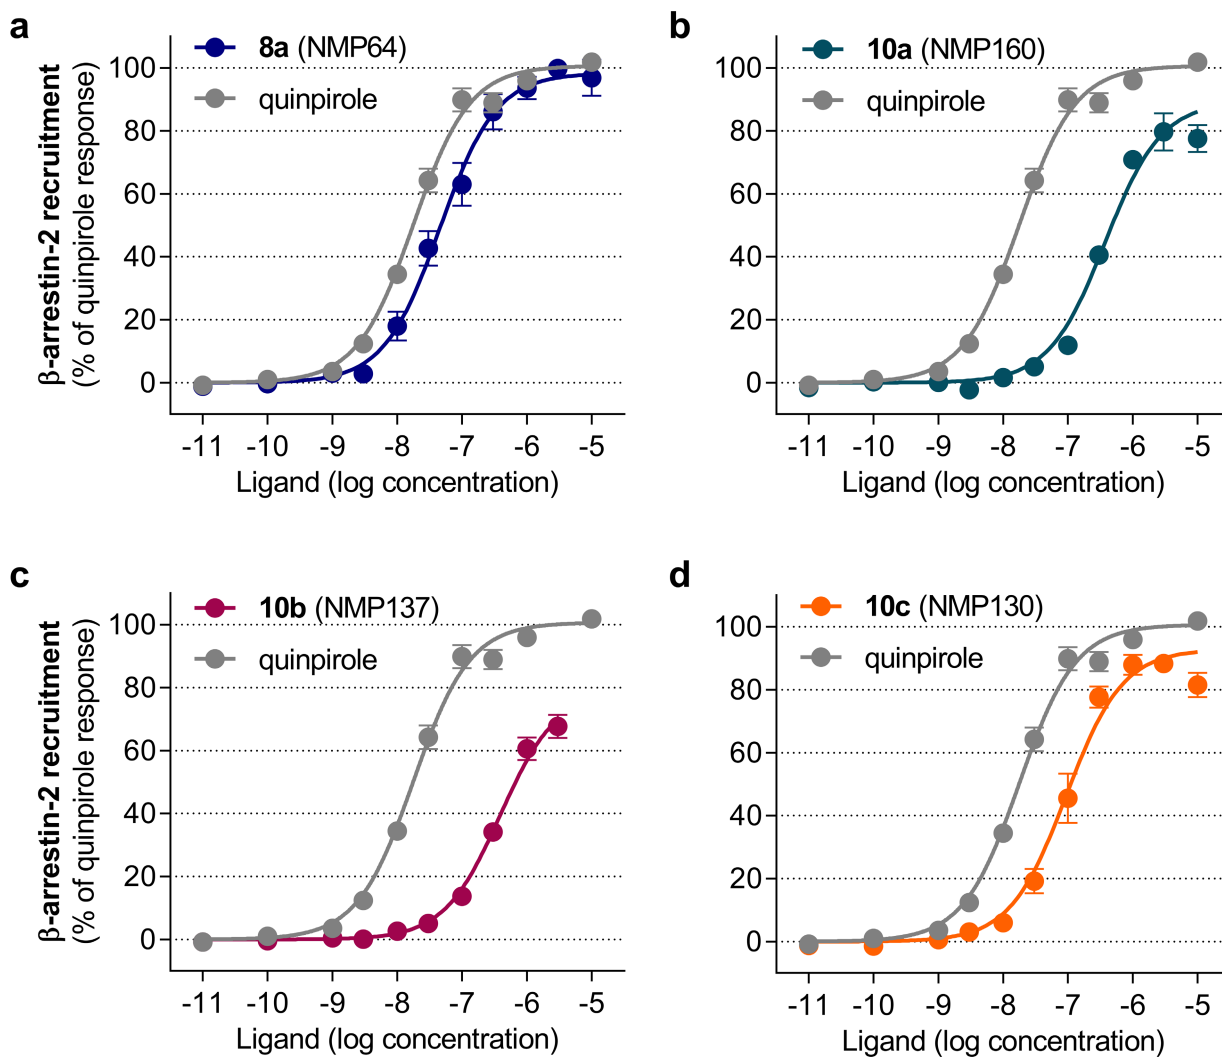 a
8a (NMP64)
quinpirole
β-arrestin-2 recruitment
(% of quinpirole response)
100
80
60
40
20
0
-11 -10 -9 -8 -7 -6 -5
Ligand (log concentration)
b
10a (NMP160)
quinpirole
100
80
60
40
20
0
-11 -10 -9 -8 -7 -6 -5
Ligand (log concentration)
c
10b (NMP137)
quinpirole
β-arrestin-2 recruitment
(% of quinpirole response)
100
80
60
40
20
0
-11 -10 -9 -8 -7 -6 -5
Ligand (log concentration)
d
10c (NMP130)
quinpirole
100
80
60
40
20
0
-11 -10 -9 -8 -7 -6 -5
Ligand (log concentration)